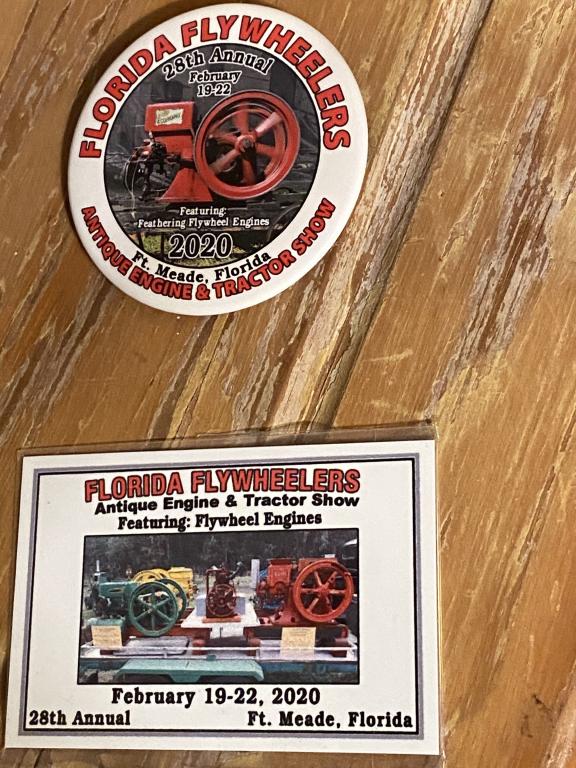 FLORIDA FLYWHEELERS
28th Annual
February
19-22
Featuring:
Feathering Flywheel Engines
2020
Ft. Meade, Florida
ANTIQUE ENGINE & TRACTOR SHOW
FLORIDA FLYWHEELERS
Antique Engine & Tractor Show
Featuring: Flywheel Engines
February 19-22, 2020
28th Annual Ft. Meade, Florida